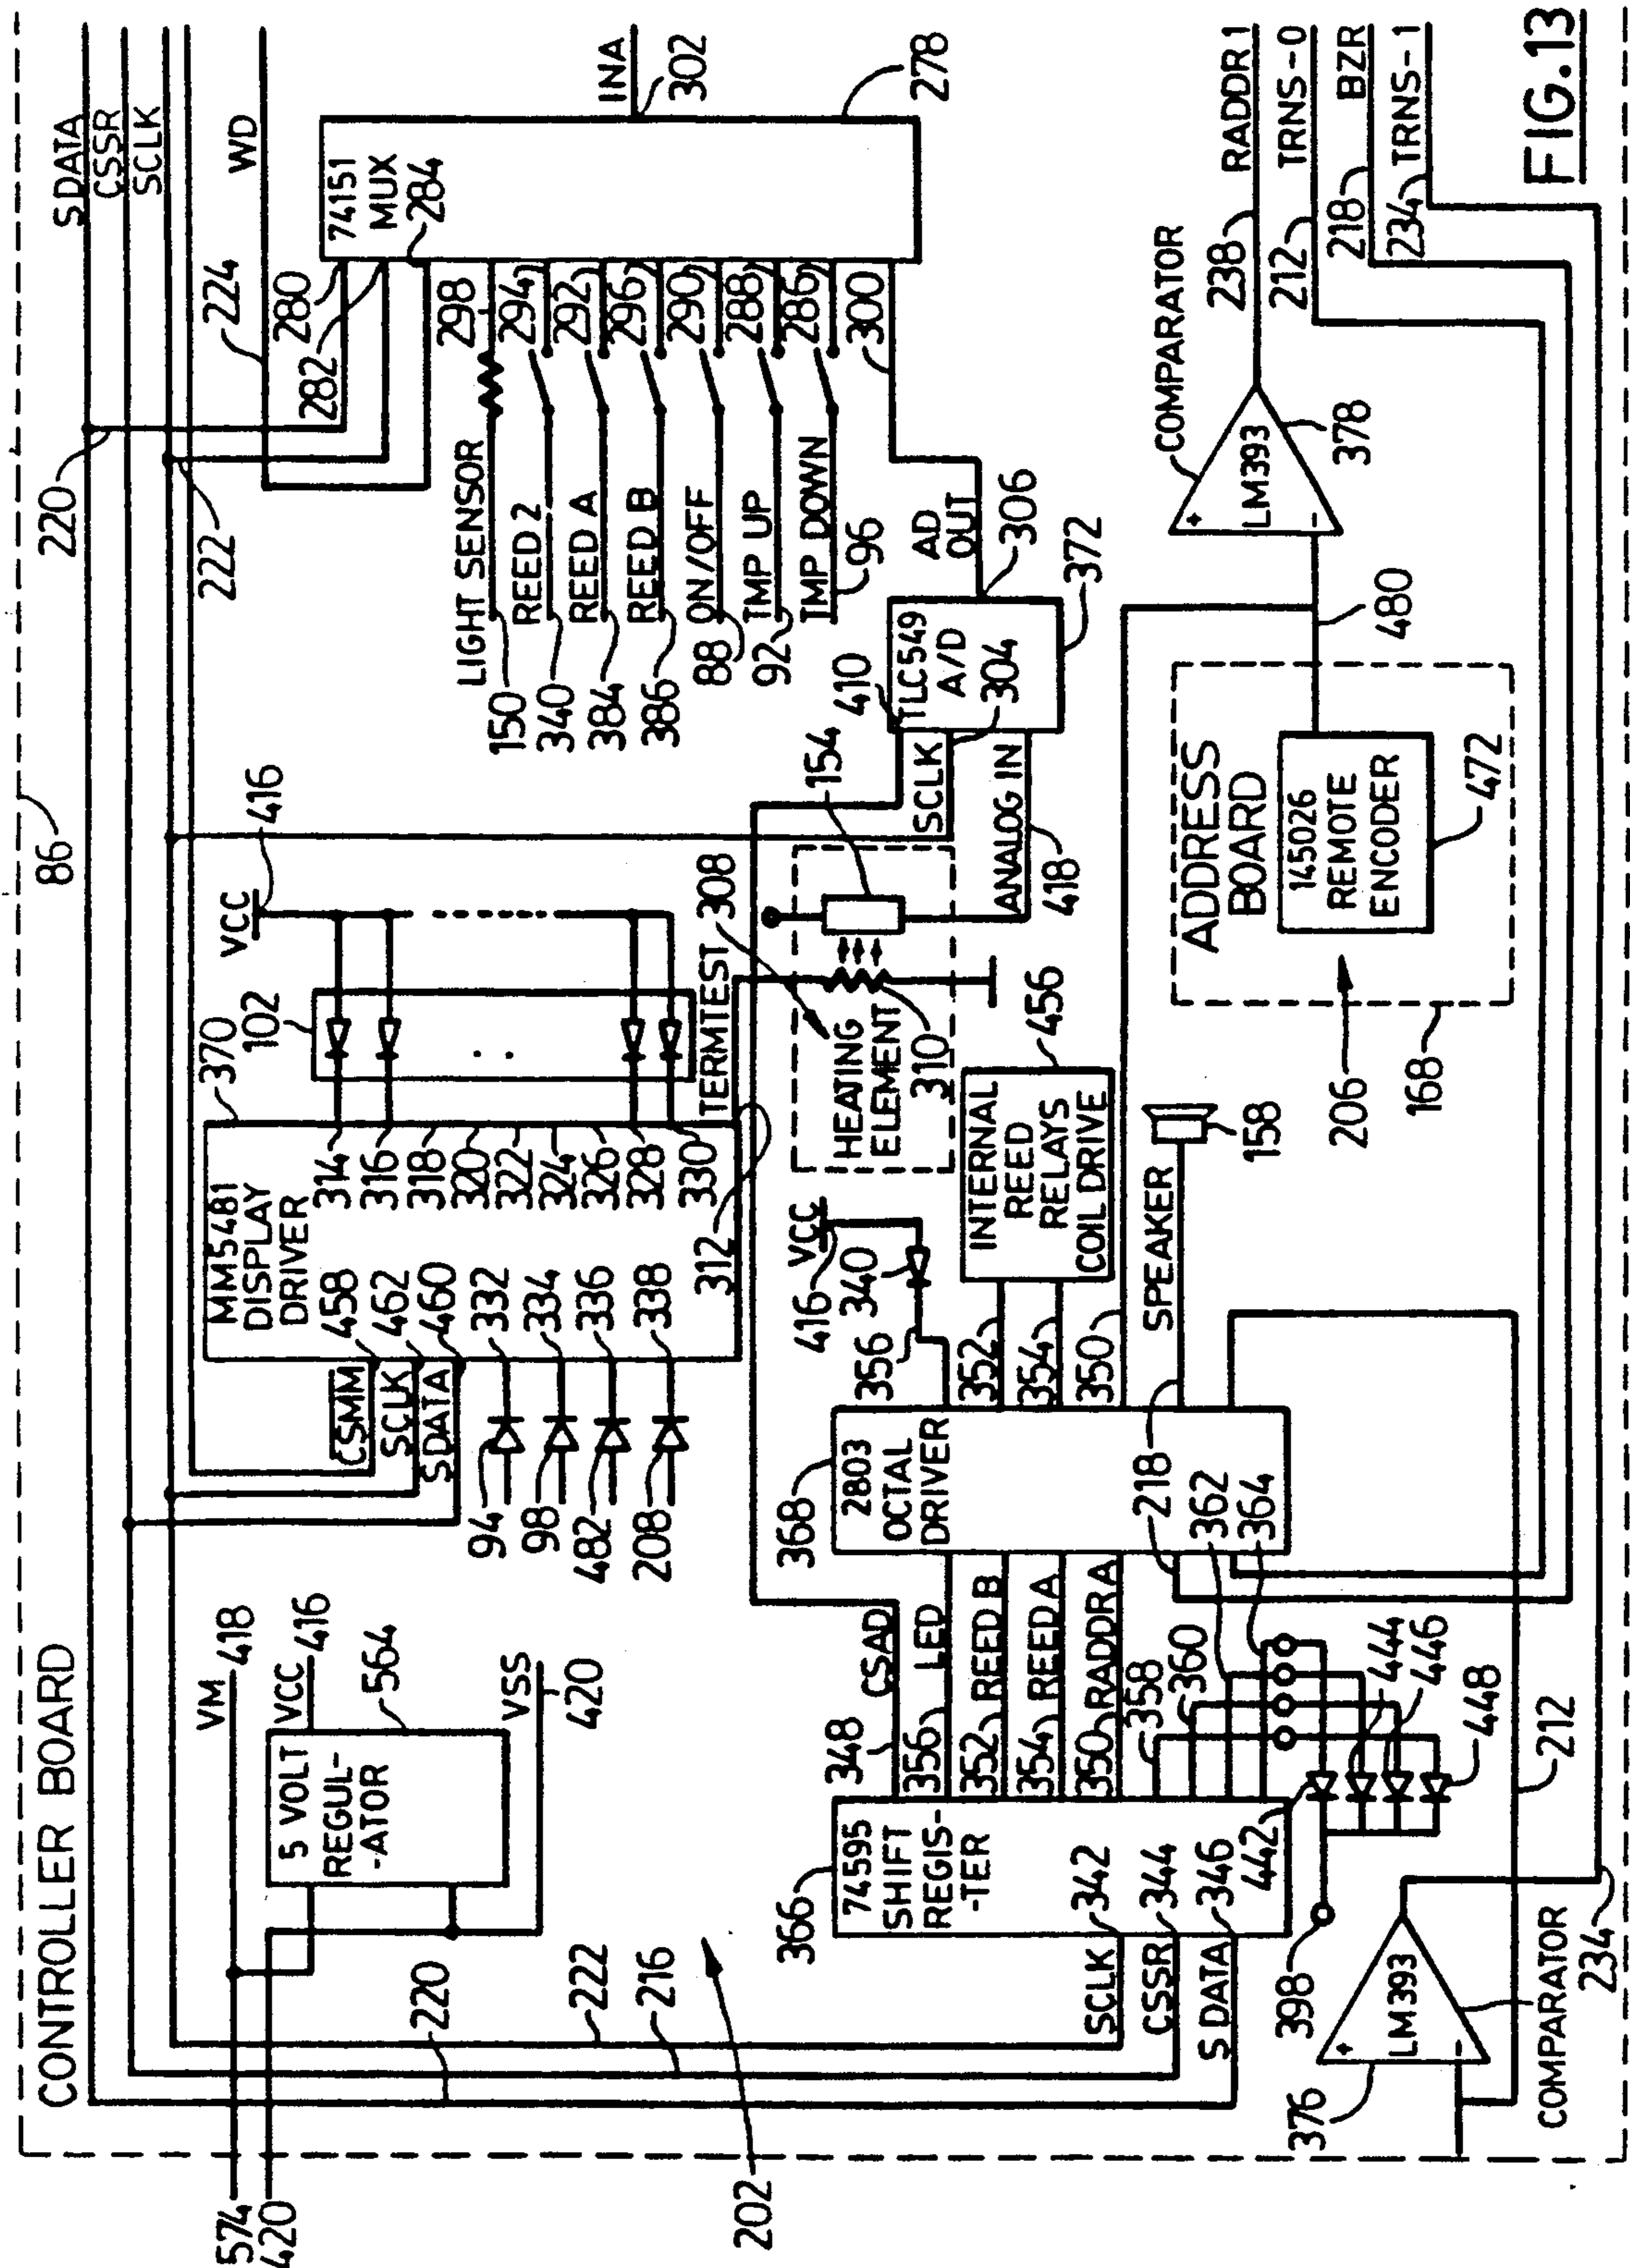 CONTROLLER BOARD
86
SDATA
CSSR
SCLK
220
222
224
WD
574
420
VM
418
5 VOLT
REGUL-
-ATOR
VCC
416
564
VSS
420
220
222
216
202
MM5481
DISPLAY
DRIVER
370
102
VCC
416
CSMM
SCLK
SDATA
458
462
460
332
334
336
338
94
98
482
208
314
316
318
320
322
324
326
328
330
312
TERMTEST
308
HEATING
ELEMENT
310
154
74151
MUX
280
282
284
298
294
292
296
290
288
286
300
INA
302
278
LIGHT SENSOR
REED 2
REED A
REED B
ON/OFF
TMP UP
TMP DOWN
150
340
384
386
88
92
96
AD
OUT
306
372
TLC549
A/D
304
410
SCLK
ANALOG IN
418
366
74595
SHIFT
REGIS-
-TER
SCLK
CSSR
SDATA
342
344
346
348
CSAD
356
LED
352
REED B
354
REED A
350
RADDRA
358
360
362
364
218
368
2803
OCTAL
DRIVER
356
340
416
VCC
352
354
350
INTERNAL
REED
RELAYS
COIL DRIVE
456
SPEAKER
158
218
442
444
446
448
398
376
+
LM393
-
COMPARATOR
234
212
ADDRESS
BOARD
145026
REMOTE
ENCODER
472
206
168
480
COMPARATOR
+
LM393
-
378
238
RADDR1
212
TRNS-0
218
BZR
234
TRNS-1
FIG.13